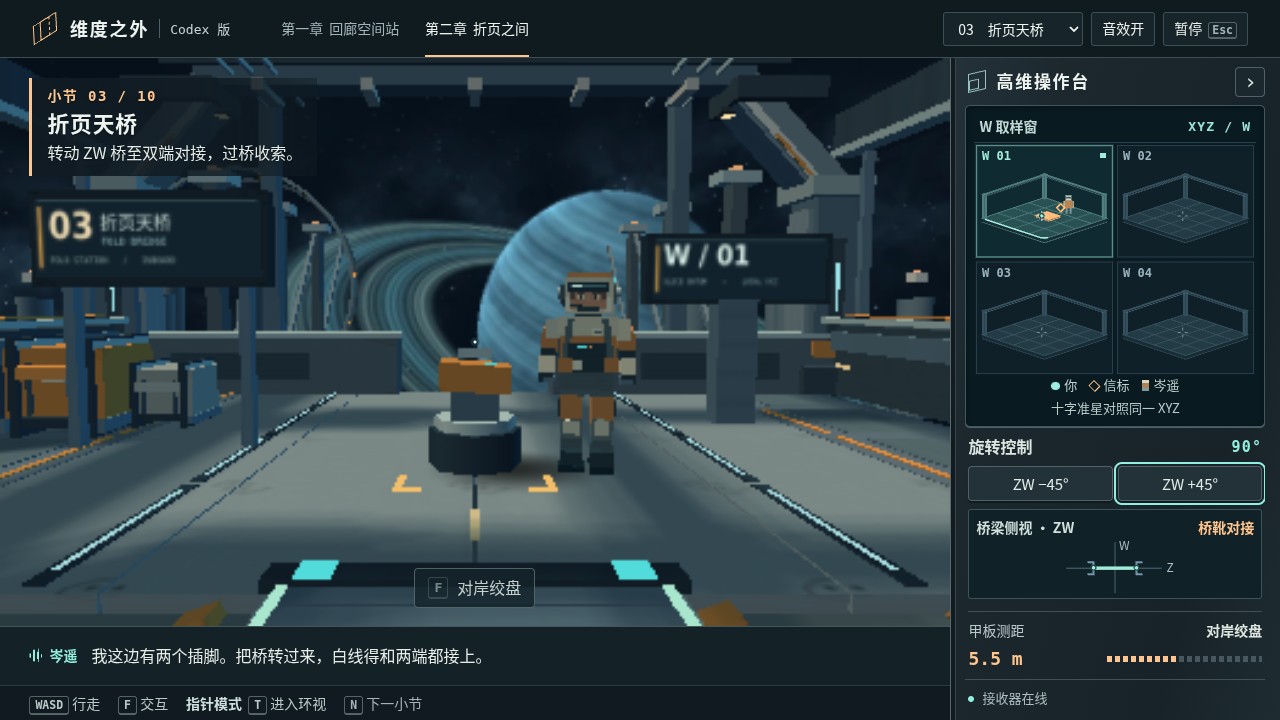 维度之外 Codex 版 第一章 回廊空间站 第二章 折页之间 03 折页天桥 音效开 暂停 Esc
小节 03 / 10
折页天桥
转动 ZW 桥至双端对接，过桥收索。
03 折页天桥
FOLD BRIDGE
W / 01
F 对岸绞盘
岑遥 我这边有两个插脚。把桥转过来，白线得和两端都接上。
WASD 行走 F 交互 指针模式 T 进入环视 N 下一小节
高维操作台
W 取样窗 XYZ / W
W 01 W 02
W 03 W 04
你 信标 岑遥
十字准星对照同一 XYZ
旋转控制 90°
ZW −45° ZW +45°
桥梁侧视 · ZW 桥靴对接
W
Z
甲板测距 对岸绞盘
5.5 m
接收器在线